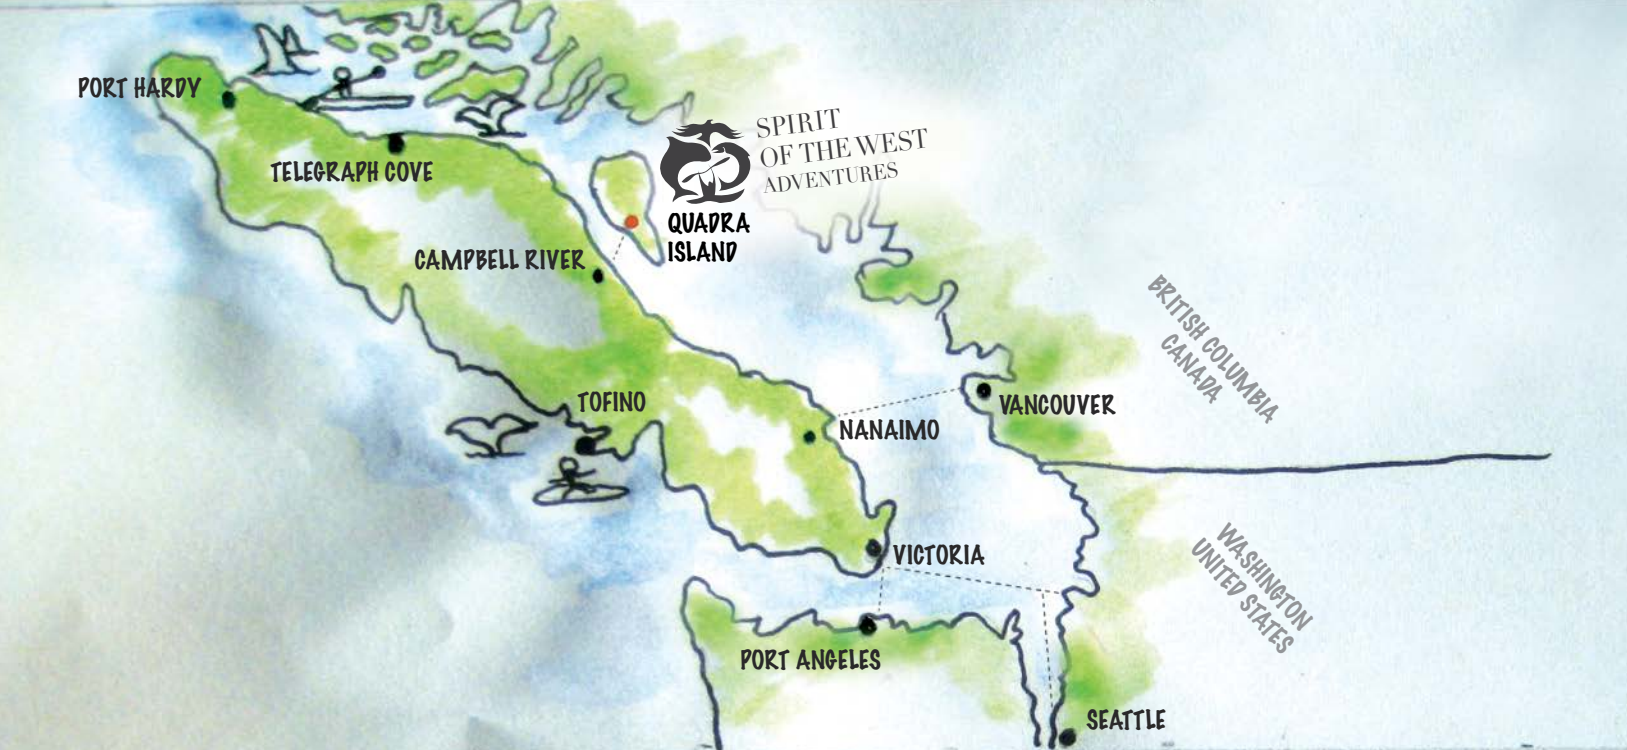 PORT HARDY
TELEGRAPH COVE
SPIRIT
OF THE WEST
ADVENTURES
QUADRA
ISLAND
CAMPBELL RIVER
BRITISH COLUMBIA
CANADA
TOFINO
VANCOUVER
NANAIMO
VICTORIA
WASHINGTON
UNITED STATES
PORT ANGELES
SEATTLE